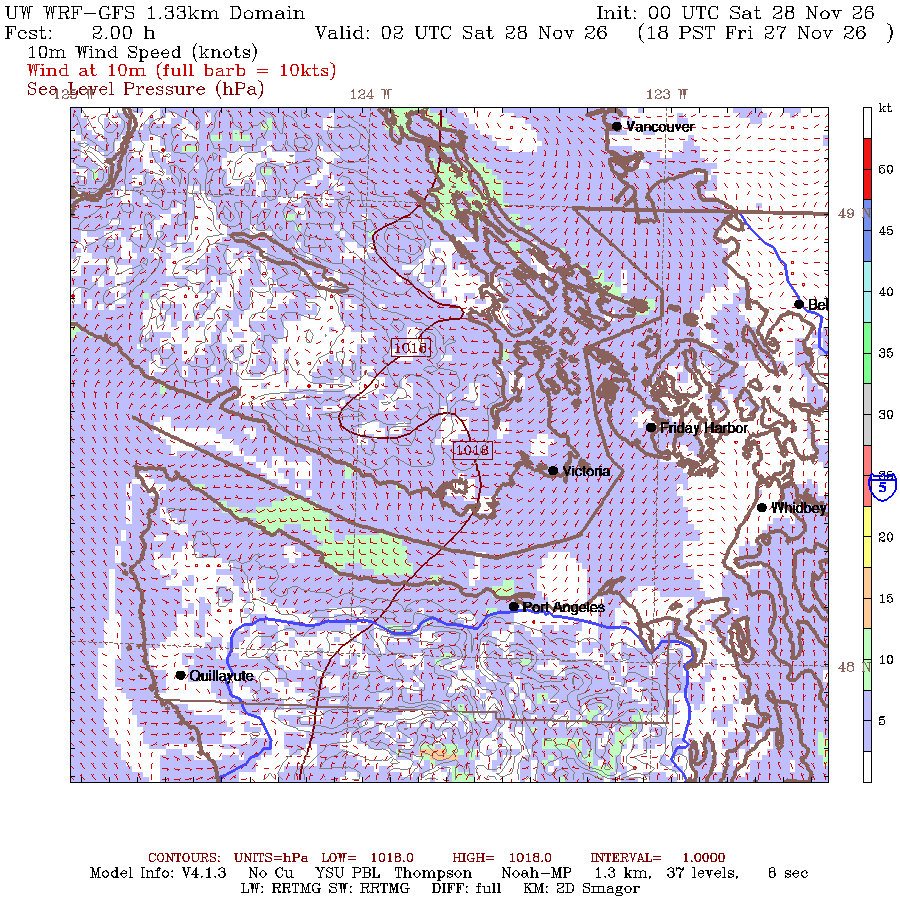 UW WRF-GFS 1.33km Domain Init: 00 UTC Sat 28 Nov 26
Fcst: 2.00 h Valid: 02 UTC Sat 28 Nov 26 (18 PST Fri 27 Nov 26 )
10m Wind Speed (knots)
Wind at 10m (full barb = 10kts)
Sea Level Pressure (hPa)
125 W 124 W 123 W
kt
Vancouver
60
49 N
45
40
Bel
1018
35
30
Friday Harbor
1018
Victoria
25
5
Whidbey
20
15
Port Angeles
10
48 N
Quillayute
5
CONTOURS: UNITS=hPa LOW= 1018.0 HIGH= 1018.0 INTERVAL= 1.0000
Model Info: V4.1.3 No Cu YSU PBL Thompson Noah-MP 1.3 km, 37 levels, 8 sec
LW: RRTMG SW: RRTMG DIFF: full KM: 2D Smagor